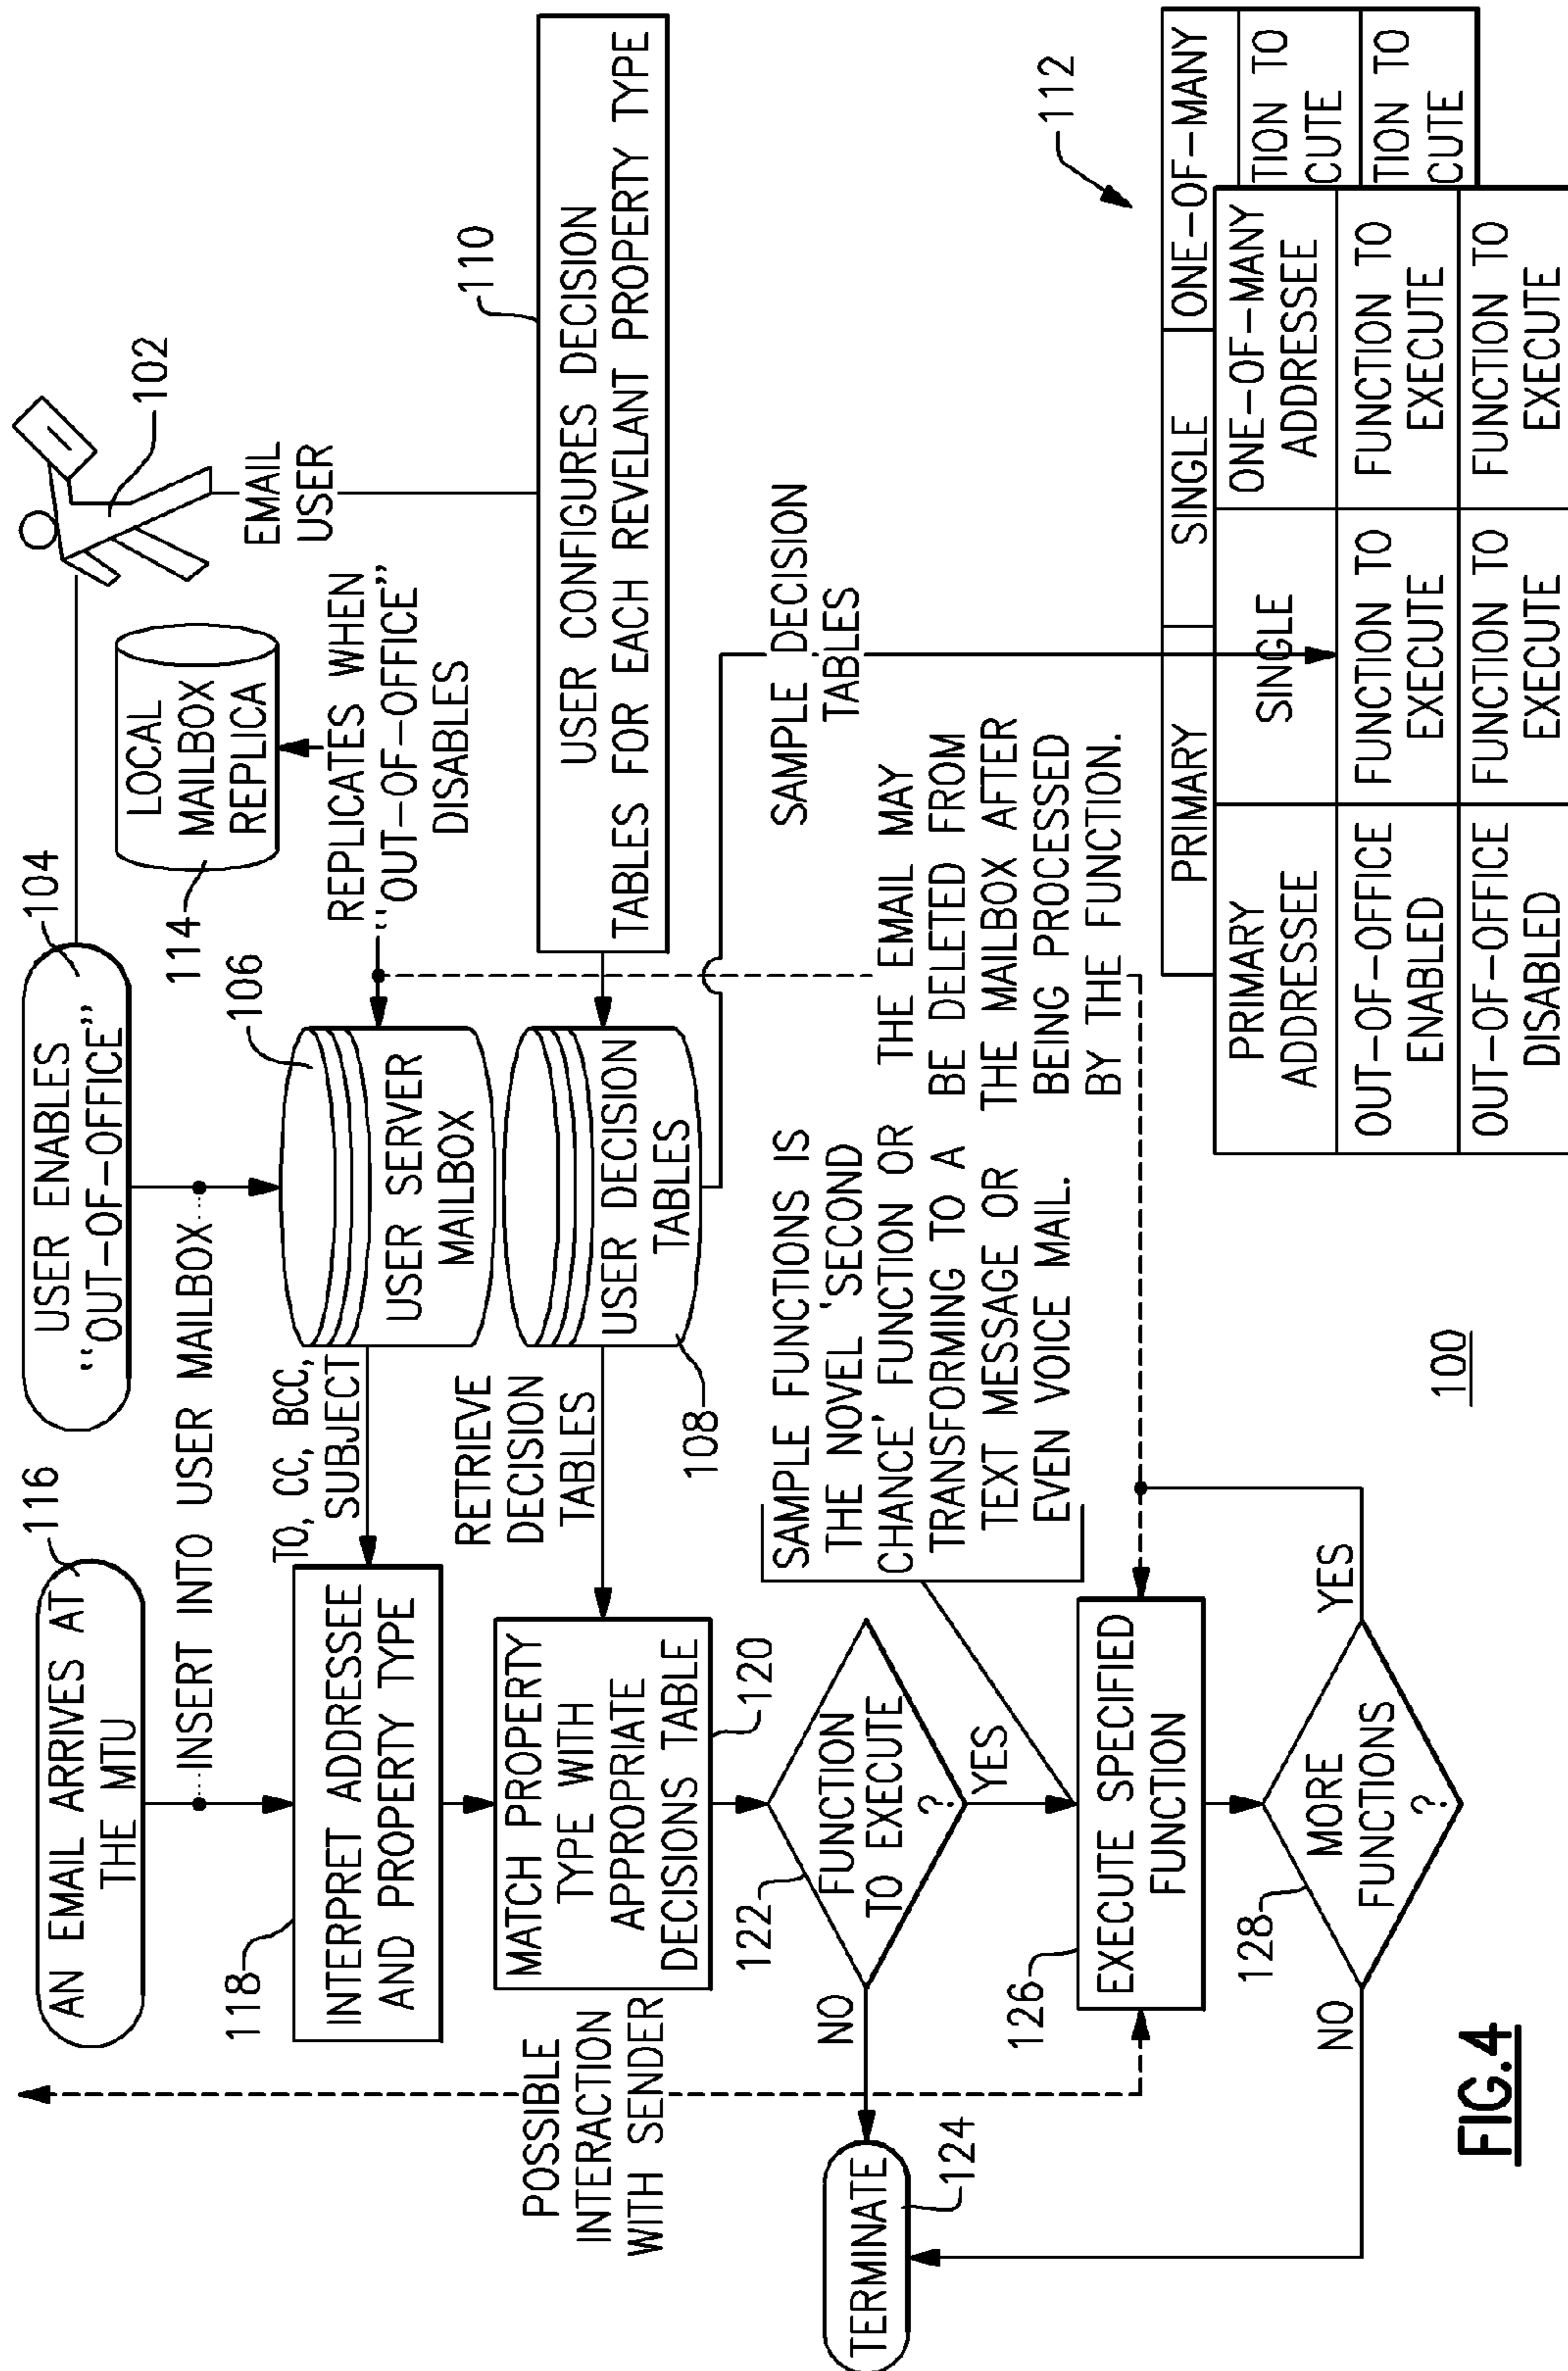 AN EMAIL ARRIVES AT
THE MTU
116
USER ENABLES
"OUT-OF-OFFICE"
104
102
EMAIL
USER
INSERT INTO USER MAILBOX
LOCAL
MAILBOX
REPLICA
114
REPLICATES WHEN
"OUT-OF-OFFICE"
DISABLES
106
USER SERVER
MAILBOX
TO, CC, BCC,
SUBJECT
118
INTERPRET ADDRESSEE
AND PROPERTY TYPE
110
USER CONFIGURES DECISION
TABLES FOR EACH REVELANT PROPERTY TYPE
USER DECISION
TABLES
108
RETRIEVE
DECISION
TABLES
MATCH PROPERTY
TYPE WITH
APPROPRIATE
DECISIONS TABLE
120
POSSIBLE
INTERACTION
WITH SENDER
SAMPLE DECISION
TABLES
122
FUNCTION
TO EXECUTE
?
NO
YES
TERMINATE
124
SAMPLE FUNCTIONS IS
THE NOVEL 'SECOND
CHANCE' FUNCTION OR
TRANSFORMING TO A
TEXT MESSAGE OR
EVEN VOICE MAIL.
THE EMAIL MAY
BE DELETED FROM
THE MAILBOX AFTER
BEING PROCESSED
BY THE FUNCTION.
126
EXECUTE SPECIFIED
FUNCTION
128
MORE
FUNCTIONS
?
NO
YES
112
PRIMARY SINGLE ONE-OF-MANY
TION TO
CUTE
TION TO
CUTE
PRIMARY
ADDRESSEE
SINGLE
ONE-OF-MANY
ADDRESSEE
OUT-OF-OFFICE
ENABLED
FUNCTION TO
EXECUTE
FUNCTION TO
EXECUTE
OUT-OF-OFFICE
DISABLED
FUNCTION TO
EXECUTE
FUNCTION TO
EXECUTE
100
FIG.4